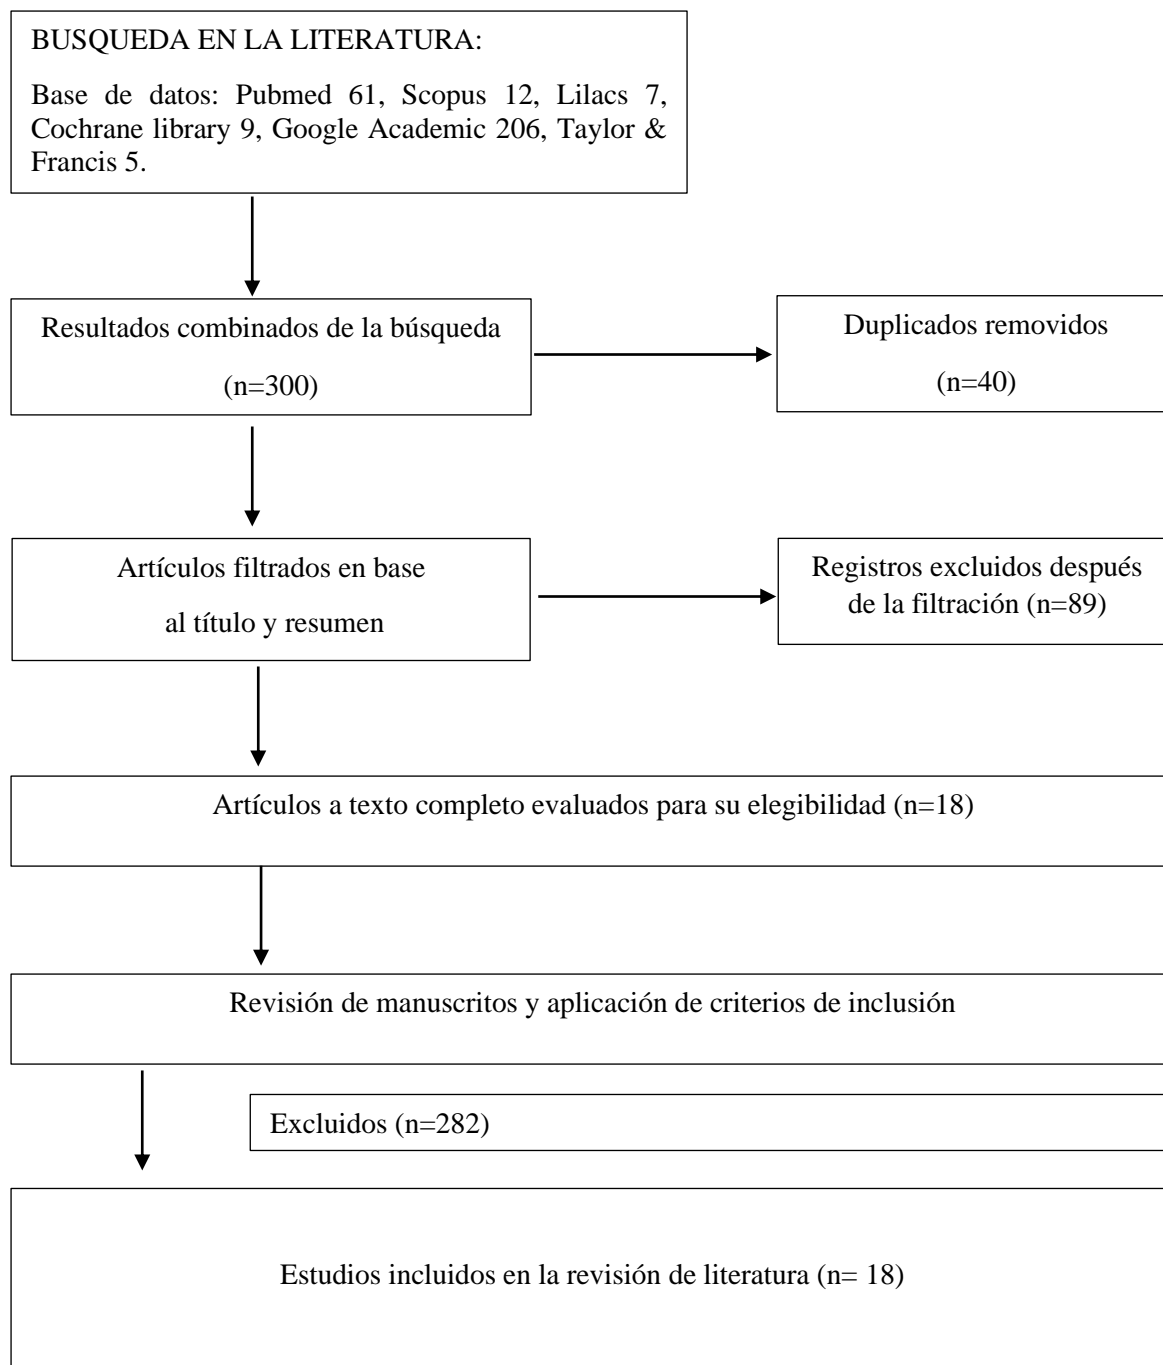 BUSQUEDA EN LA LITERATURA:
Base de datos: Pubmed 61, Scopus 12, Lilacs 7,
Cochrane library 9, Google Academic 206, Taylor &
Francis 5.
Resultados combinados de la búsqueda
(n=300)
Duplicados removidos
(n=40)
Artículos filtrados en base
al título y resumen
Registros excluidos después
de la filtración (n=89)
Artículos a texto completo evaluados para su elegibilidad (n=18)
Revisión de manuscritos y aplicación de criterios de inclusión
Excluidos (n=282)
Estudios incluidos en la revisión de literatura (n= 18)